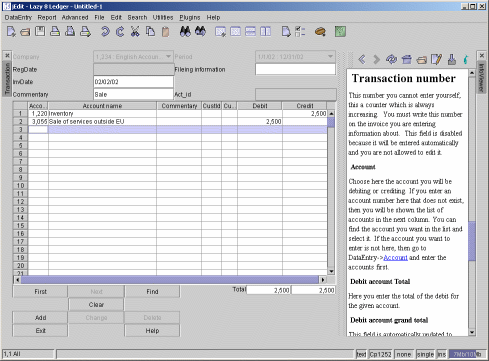 jEdit - Lazy 8 Ledger - Untitled-1
DataEntry Report Advanced File Edit Search Utilities Plugins Help
Transaction
InfoViewer
Company 1,234 English Accoun... Period 1/1/02 - 12/31/02
RegDate Fileing information
InvDate 02/02/02
Commentary Sale Act_id
Acco... Account name Commentary CustId Cu... Debit Credit
1 1,220 Inventory 2,500
2 3,055 Sale of services outside EU 2,500
3
4
5
6
7
8
9
10
11
12
13
14
15
16
17
18
19
20
21
First Next Find Total 2,500 2,500
Clear
Add Change Delete
Exit Help
Transaction number
This number you cannot enter yourself,
this a counter which is always
increasing. You must write this number
on the invoice you are entering
information about. This field is disabled
because it will be entered automatically
and you are not allowed to edit it.
Account
Choose here the account you will be
debiting or crediting. If you enter an
account number here that does not exist,
then you will be shown the list of
accounts in the next column. You can
find the account you want in the list and
select it. If the account you want to
enter is not here, then go to
DataEntry->Account and enter the
accounts first.
Debit account Total
Here you enter the total of the debit for
the given account.
Debit account grand total
This field is automatically updated to
1,1 All text Cp1252 none single ins 7Mb/10Mb